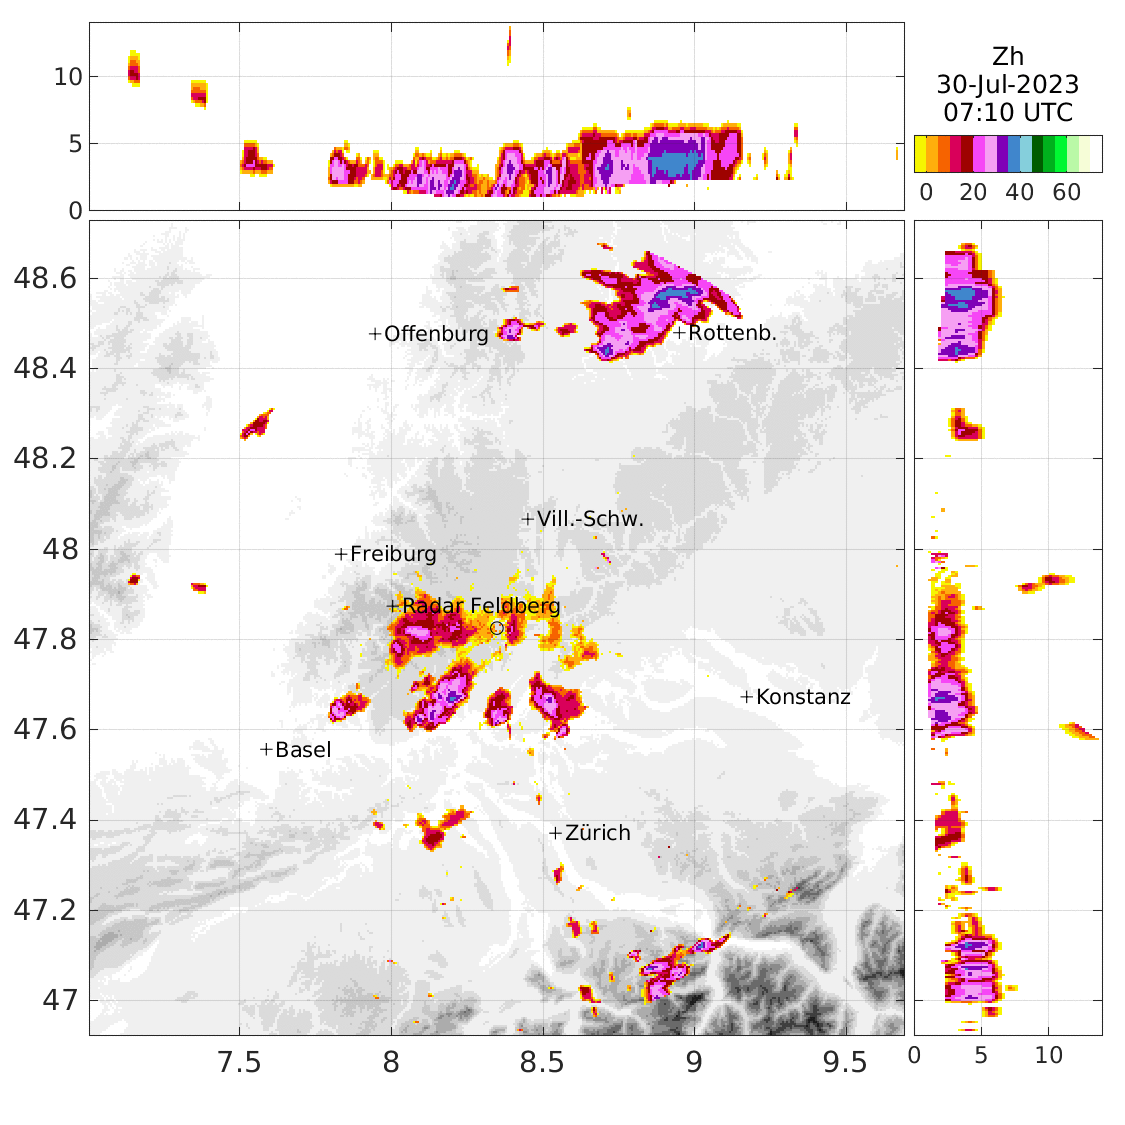 Zh
30-Jul-2023
07:10 UTC
0 20 40 60
10
5
0
48.6
48.4
48.2
48
47.8
47.6
47.4
47.2
47
Offenburg
Rottenb.
Vill.-Schw.
Freiburg
Radar Feldberg
Konstanz
Basel
Zürich
7.5 8 8.5 9 9.5
0 5 10